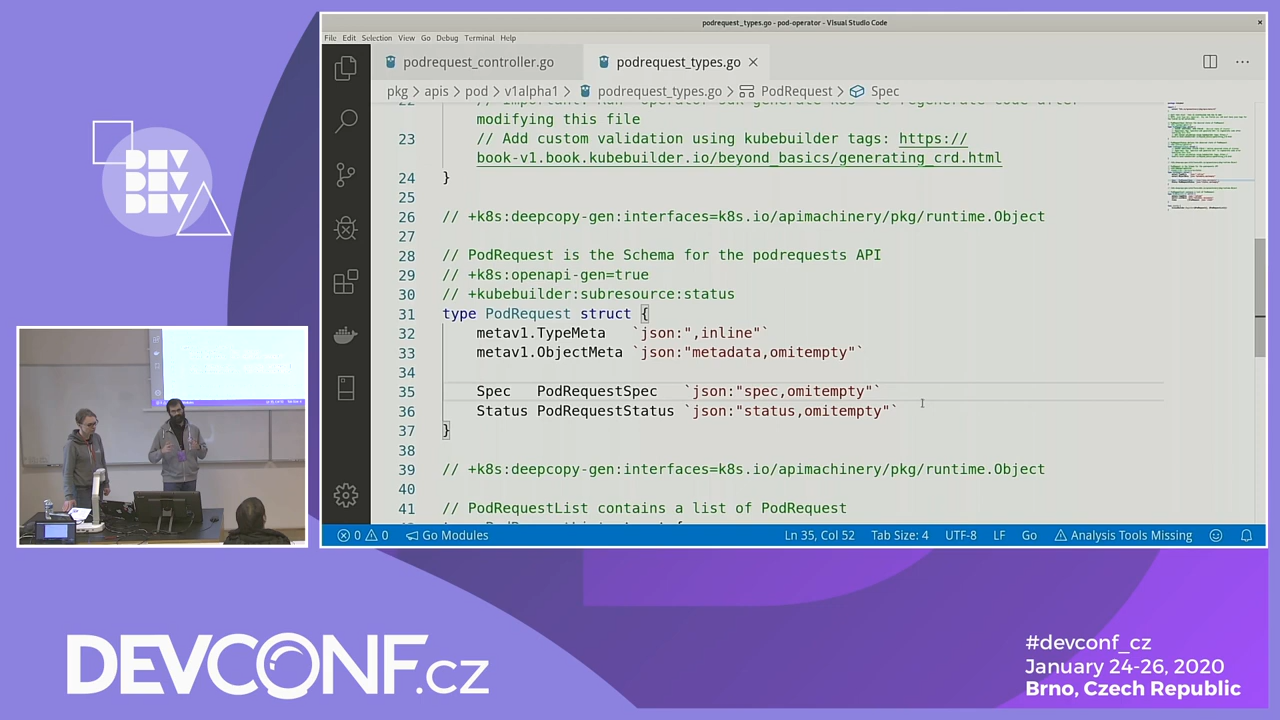 podrequest_types.go - pod-operator - Visual Studio Code
File Edit Selection View Go Debug Terminal Help
podrequest_controller.go
podrequest_types.go
pkg > apis > pod > v1alpha1 > podrequest_types.go > PodRequest > Spec
modifying this file
23 // Add custom validation using kubebuilder tags: https://
book-v1.book.kubebuilder.io/beyond_basics/generating_crd.html
24 }
25
26 // +k8s:deepcopy-gen:interfaces=k8s.io/apimachinery/pkg/runtime.Object
27
28 // PodRequest is the Schema for the podrequests API
29 // +k8s:openapi-gen=true
30 // +kubebuilder:subresource:status
31 type PodRequest struct {
32 metav1.TypeMeta `json:",inline"`
33 metav1.ObjectMeta `json:"metadata,omitempty"`
34
35 Spec PodRequestSpec `json:"spec,omitempty"`
36 Status PodRequestStatus `json:"status,omitempty"`
37 }
38
39 // +k8s:deepcopy-gen:interfaces=k8s.io/apimachinery/pkg/runtime.Object
40
41 // PodRequestList contains a list of PodRequest
0 0 Go Modules
Ln 35, Col 52 Tab Size: 4 UTF-8 LF Go Analysis Tools Missing
DEV
DEV
DEV
DEVCONF.cz
#devconf_cz
January 24-26, 2020
Brno, Czech Republic